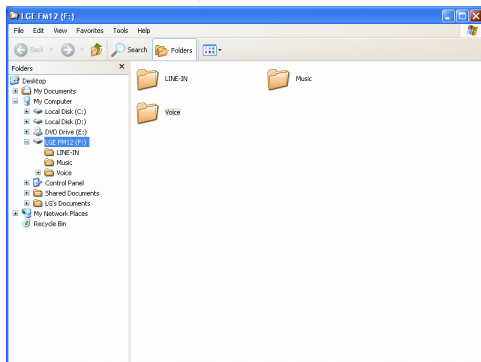 LGE FM12 (F:)
File Edit View Favorites Tools Help
Back Search Folders
Folders
Desktop
My Documents
My Computer
Local Disk (C:)
Local Disk (D:)
DVD Drive (E:)
LGE FM12 (F:)
LINE-IN
Music
Voice
Control Panel
Shared Documents
LG's Documents
My Network Places
Recycle Bin
LINE-IN Music
Voice